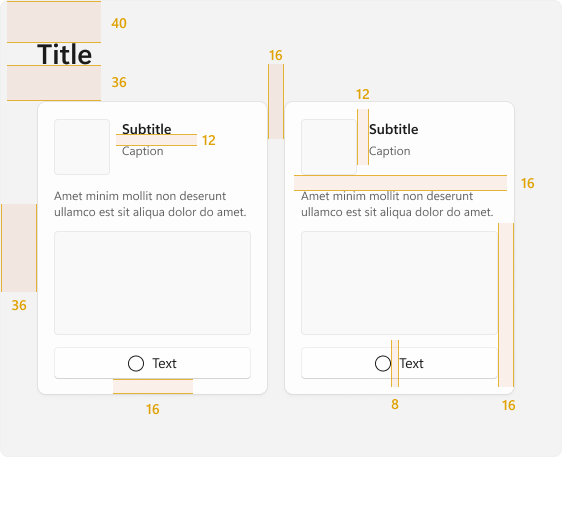 40
Title
36
16
12
Subtitle
12
Caption
Subtitle
Caption
16
Amet minim mollit non deserunt
ullamco est sit aliqua dolor do amet.
Amet minim mollit non deserunt
ullamco est sit aliqua dolor do amet.
36
Text
Text
16
8
16